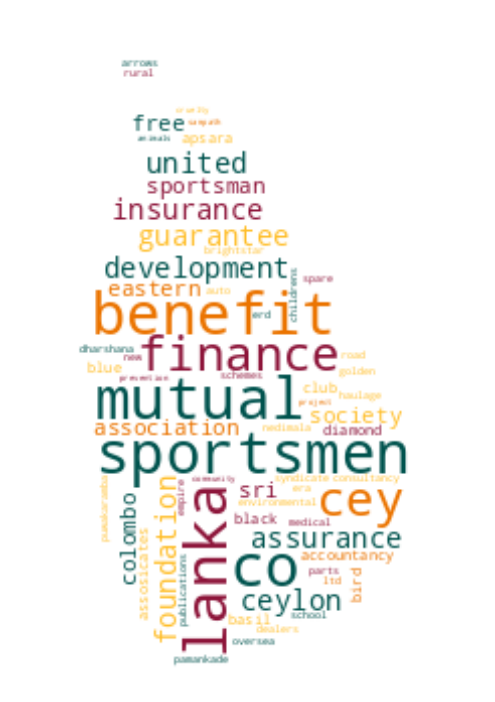 arrows
rural
cruelty
free sampath
animals apsara
united
sportsman
insurance
guarantee
brightstar
development
eastern auto childrens spare
benefit erd
dharshana finance road
new
blue prevention schemes golden
mutual club haulage
project
association society
nedimala diamond
sportsmen
pamakarada colombo assosicates foundation publications empire community lanka sri syndicate consultancy
era cey
environmental
black medical
assurance
co accountancy
parts
ltd bird
ceylon
basil school
dealers
oversea
pamankade